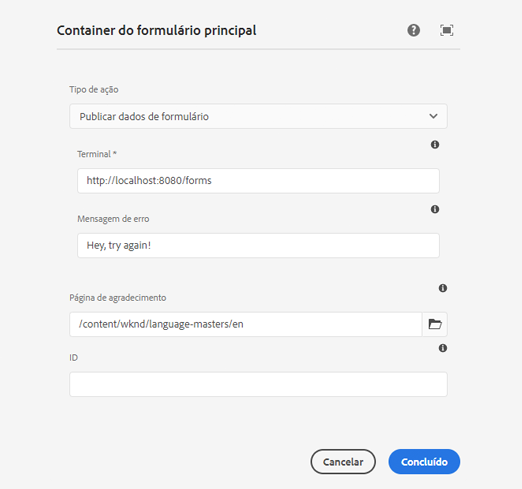 Container do formulário principal
Tipo de ação
Publicar dados de formulário
Terminal *
http://localhost:8080/forms
Mensagem de erro
Hey, try again!
Página de agradecimento
/content/wknd/language-masters/en
ID
Cancelar
Concluído